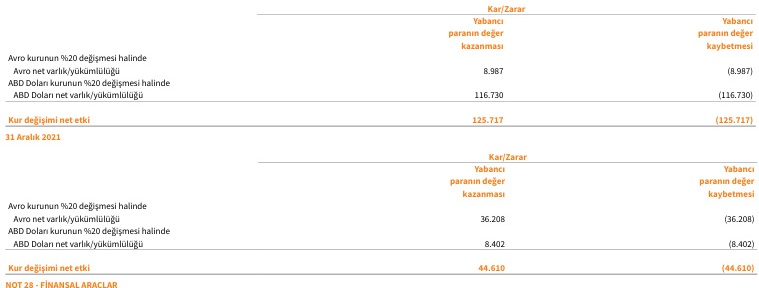 Kar/Zarar
Yabancı Yabancı
paranın değer paranın değer
kazanması kaybetmesi
Avro kurunun %20 değişmesi halinde
Avro net varlık/yükümlülüğü 8.987 (8.987)
ABD Doları kurunun %20 değişmesi halinde
ABD Doları net varlık/yükümlülüğü 116.730 (116.730)
Kur değişimi net etki 125.717 (125.717)
31 Aralık 2021
Kar/Zarar
Yabancı Yabancı
paranın değer paranın değer
kazanması kaybetmesi
Avro kurunun %20 değişmesi halinde
Avro net varlık/yükümlülüğü 36.208 (36.208)
ABD Doları kurunun %20 değişmesi halinde
ABD Doları net varlık/yükümlülüğü 8.402 (8.402)
Kur değişimi net etki 44.610 (44.610)
NOT 28 - FİNANSAL ARAÇLAR